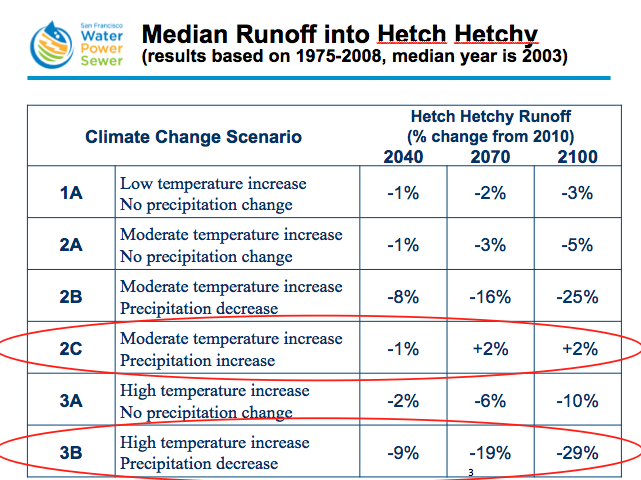 San Francisco
Water
Power
Sewer
Median Runoff into Hetch Hetchy
(results based on 1975-2008, median year is 2003)
Climate Change Scenario
Hetch Hetchy Runoff
(% change from 2010)
2040 2070 2100
1A
Low temperature increase
No precipitation change
-1% -2% -3%
2A
Moderate temperature increase
No precipitation change
-1% -3% -5%
2B
Moderate temperature increase
Precipitation decrease
-8% -16% -25%
2C
Moderate temperature increase
Precipitation increase
-1% +2% +2%
3A
High temperature increase
No precipitation change
-2% -6% -10%
3B
High temperature increase
Precipitation decrease
-9% -19% -29%
3